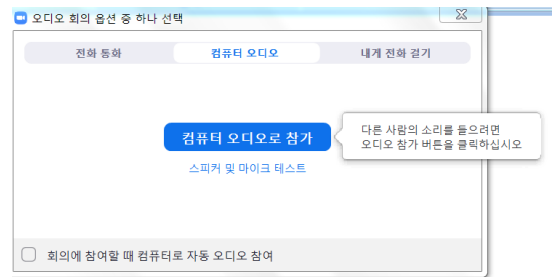 오디오 회의 옵션 중 하나 선택
전화 통화 컴퓨터 오디오 내게 전화 걸기
컴퓨터 오디오로 참가
다른 사람의 소리를 들으려면
오디오 참가 버튼을 클릭하십시오
스피커 및 마이크 테스트
회의에 참여할 때 컴퓨터로 자동 오디오 참여